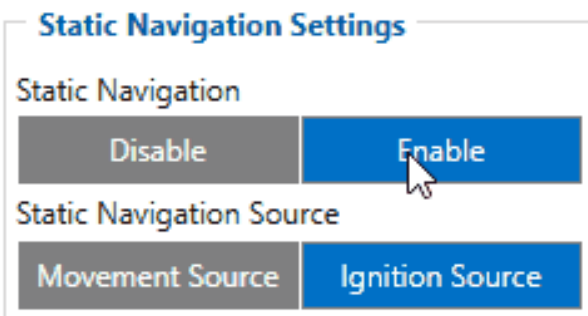 Static Navigation Settings
Static Navigation
Disable Enable
Static Navigation Source
Movement Source Ignition Source